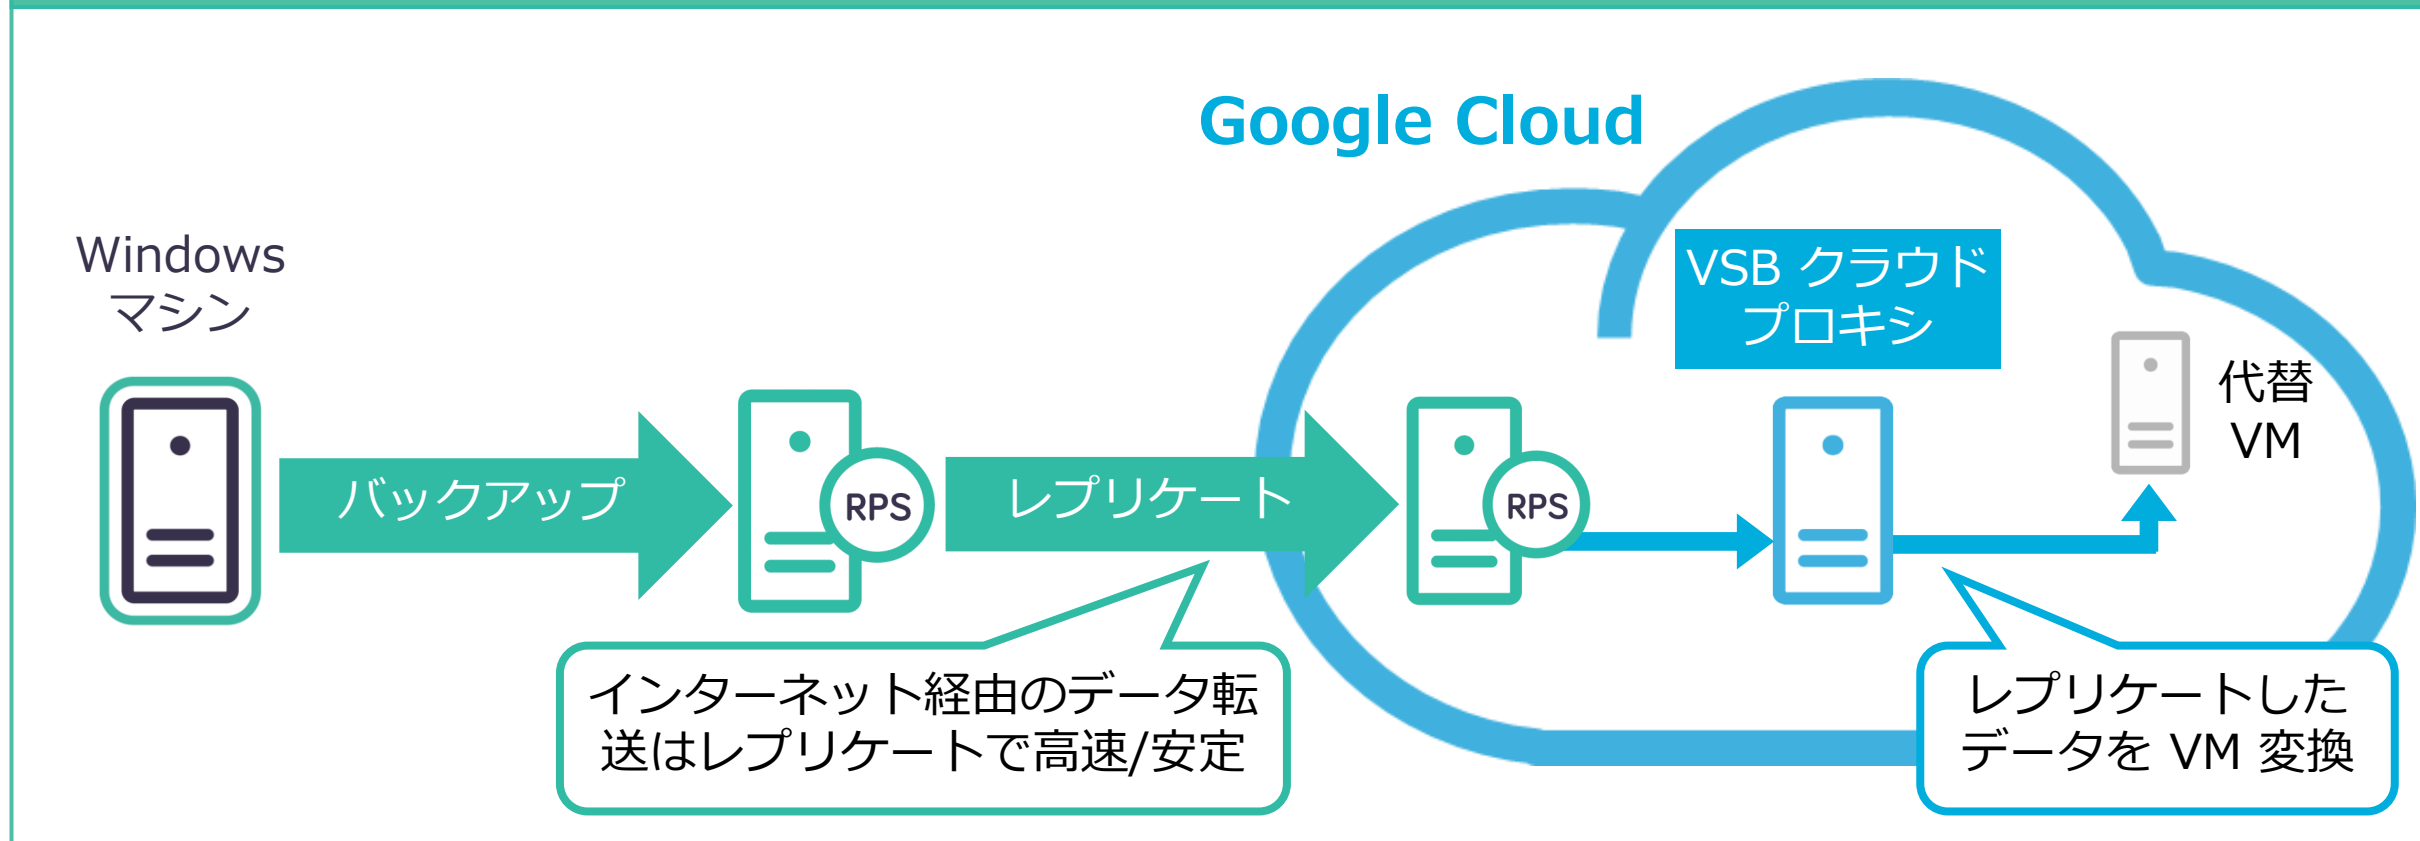 Google Cloud
Windows
マシン
VSB クラウド
プロキシ
代替
VM
バックアップ
RPS
レプリケート
RPS
インターネット経由のデータ転
送はレプリケートで高速/安定
レプリケートした
データを VM 変換